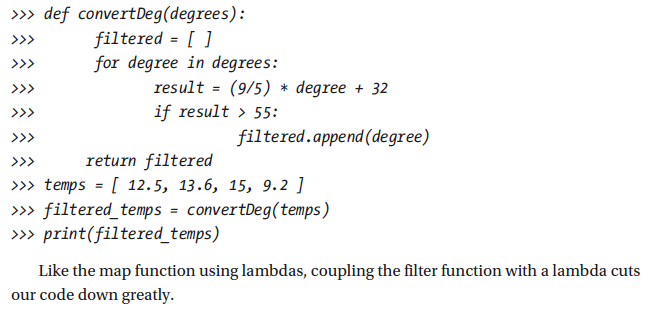 >>> def convertDeg(degrees):
>>>     filtered = [ ]
>>>     for degree in degrees:
>>>             result = (9/5) * degree + 32
>>>             if result > 55:
>>>                     filtered.append(degree)
>>>     return filtered
>>> temps = [ 12.5, 13.6, 15, 9.2 ]
>>> filtered_temps = convertDeg(temps)
>>> print(filtered_temps)
Like the map function using lambdas, coupling the filter function with a lambda cuts
our code down greatly.